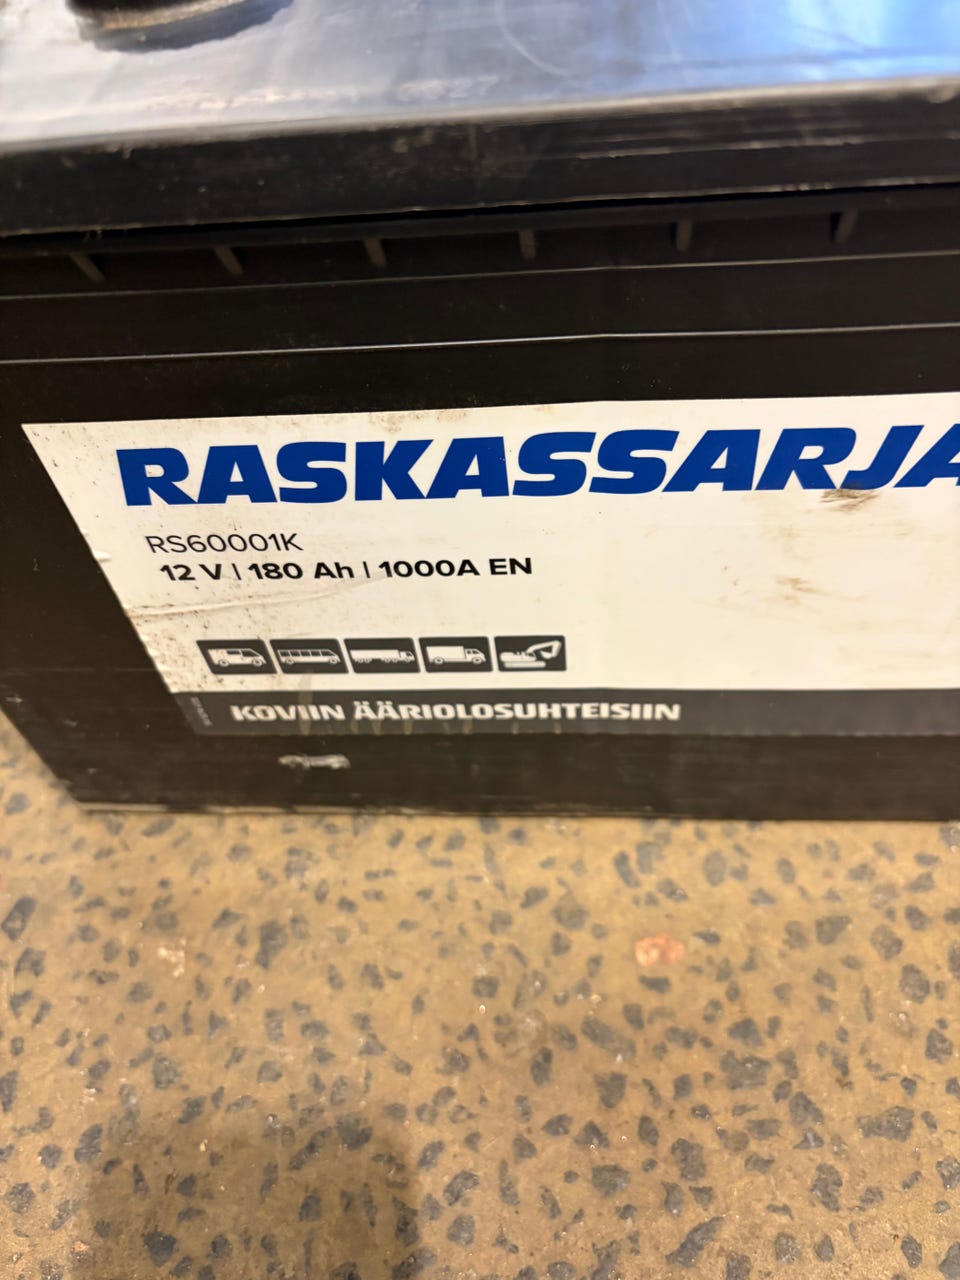 RASKASSARJA
RS60001K
12 V | 180 Ah | 1000A EN
KOVIIN ÄÄRIOLOSUHTEISIIN